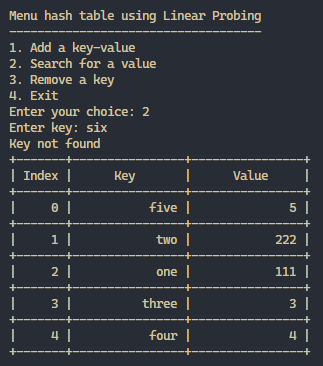 Menu hash table using Linear Probing
------------------------------------
1. Add a key-value
2. Search for a value
3. Remove a key
4. Exit
Enter your choice: 2
Enter key: six
Key not found
+-------+----------------+----------------+
| Index |      Key       |      Value     |
+-------+----------------+----------------+
|     0 |           five |              5 |
+-------+----------------+----------------+
|     1 |            two |            222 |
+-------+----------------+----------------+
|     2 |            one |            111 |
+-------+----------------+----------------+
|     3 |          three |              3 |
+-------+----------------+----------------+
|     4 |           four |              4 |
+-------+----------------+----------------+